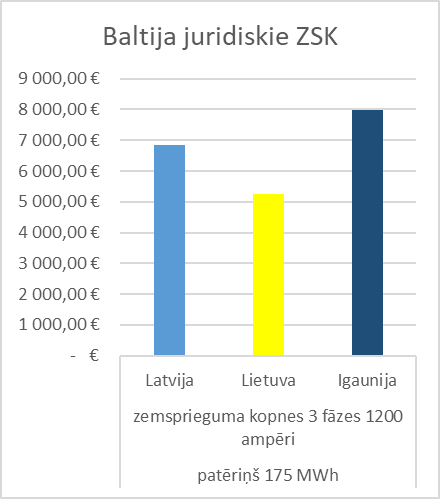 Baltija juridiskie ZSK
9 000,00 €
8 000,00 €
7 000,00 €
6 000,00 €
5 000,00 €
4 000,00 €
3 000,00 €
2 000,00 €
1 000,00 €
- €
Latvija Lietuva Igaunija
zemsprieguma kopnes 3 fāzes 1200
ampēri
patēriņš 175 MWh